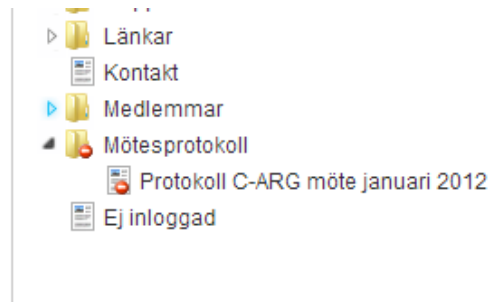 Länkar
Kontakt
Medlemmar
Mötesprotokoll
Protokoll C-ARG möte januari 2012
Ej inloggad